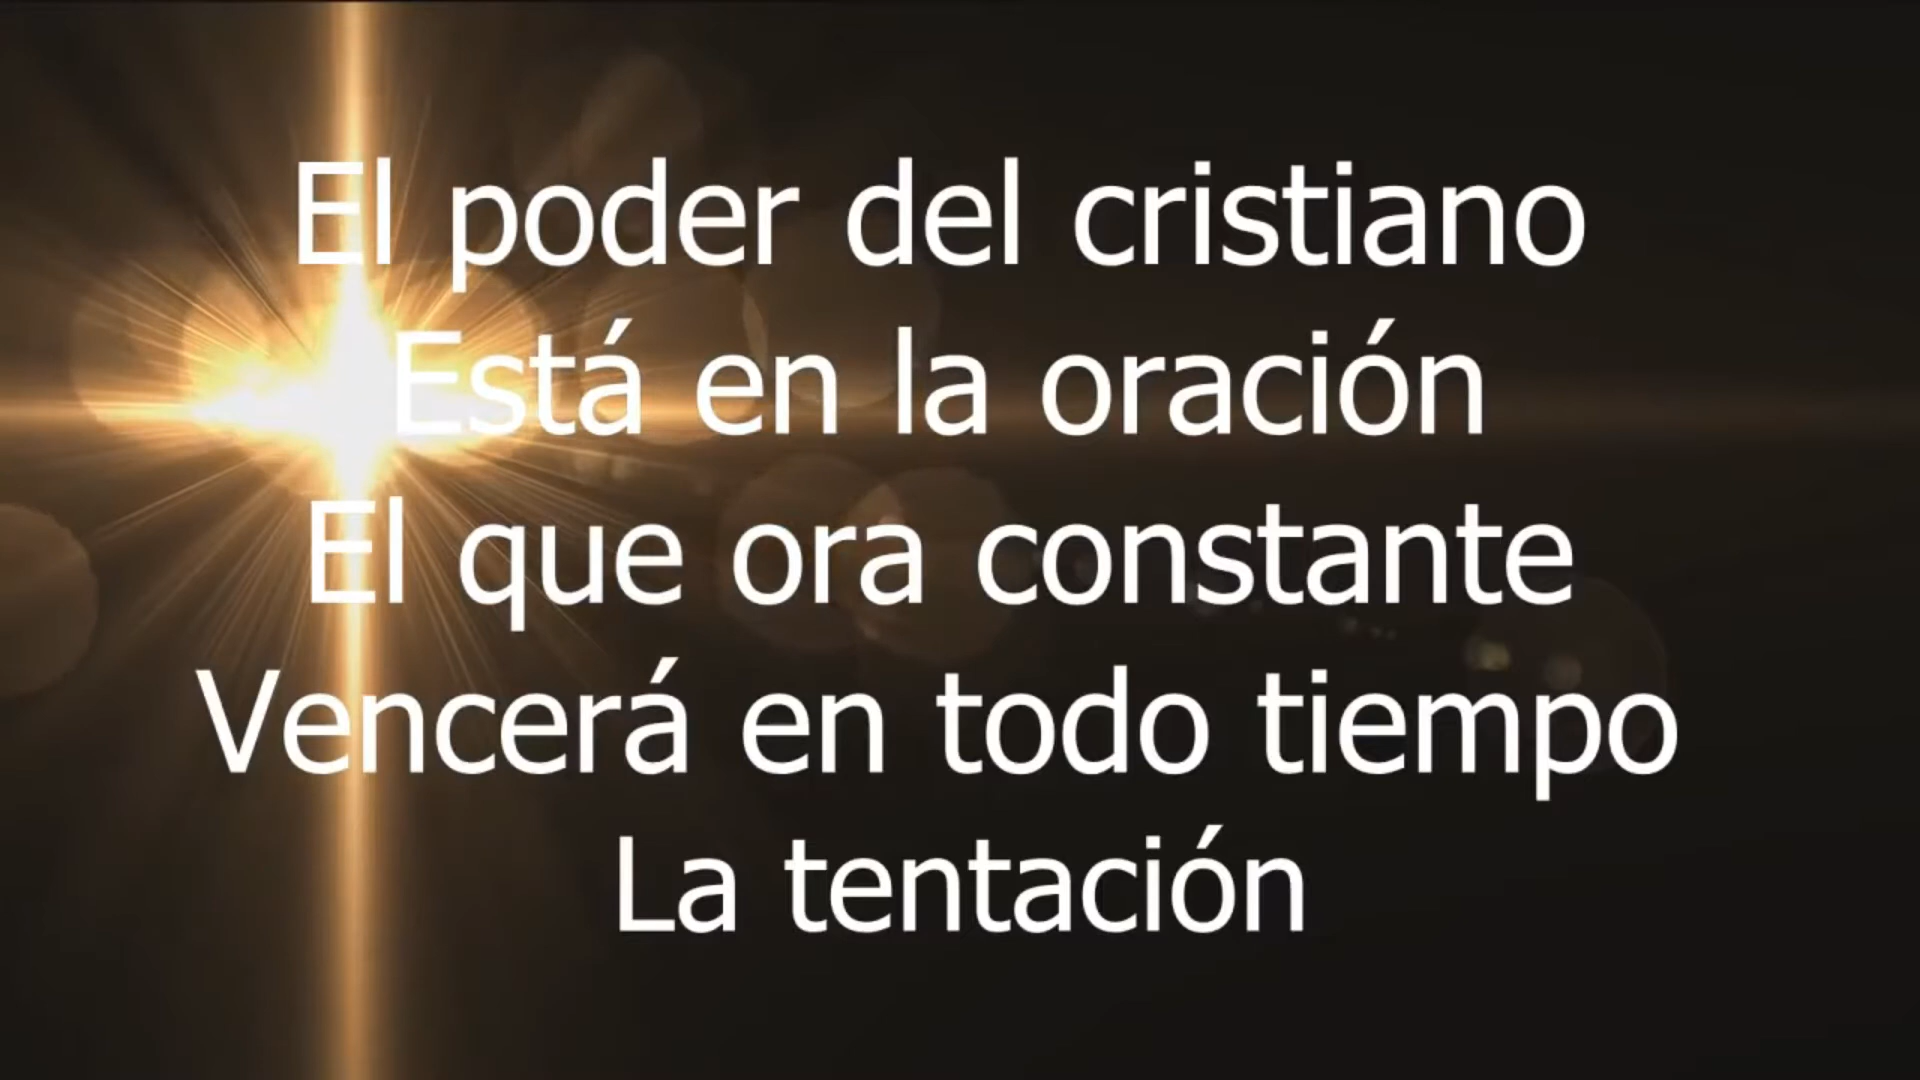 El poder del cristiano
Está en la oración
El que ora constante
Vencerá en todo tiempo
La tentación